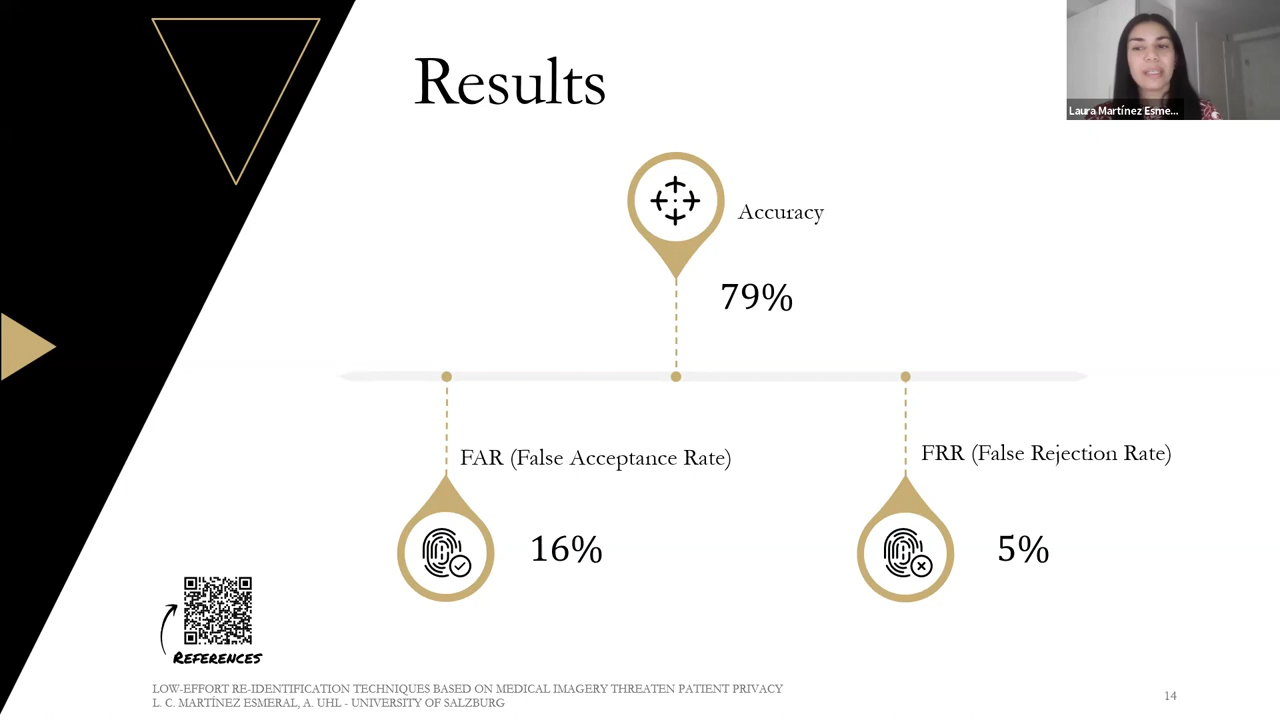 Results
Laura Martínez Esme...
Accuracy
79%
FAR (False Acceptance Rate)
FRR (False Rejection Rate)
16%
5%
REFERENCES
LOW-EFFORT RE-IDENTIFICATION TECHNIQUES BASED ON MEDICAL IMAGERY THREATEN PATIENT PRIVACY
L. C. MARTÍNEZ ESMERAL, A. UHL - UNIVERSITY OF SALZBURG
14